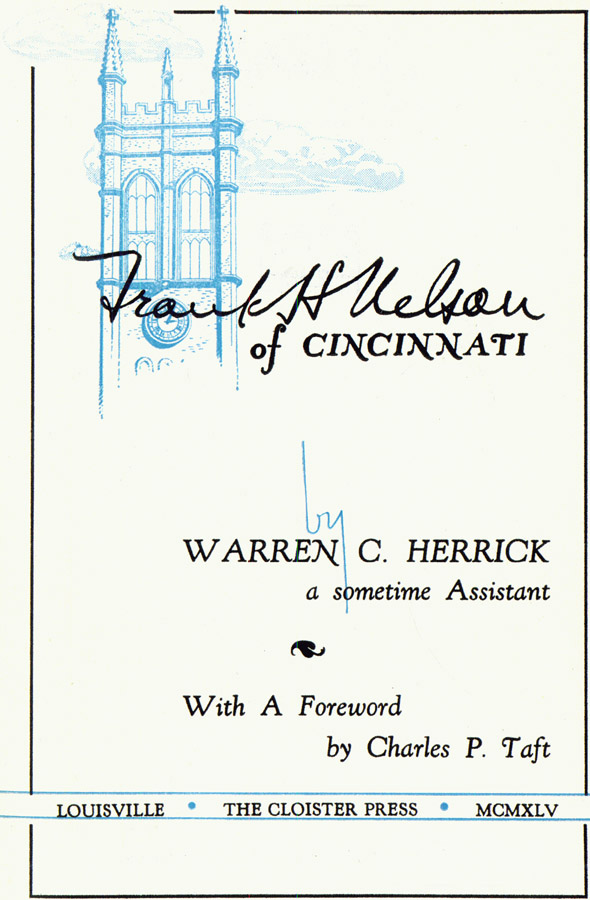 Frank H Nelson
of CINCINNATI
by
WARREN C. HERRICK
a sometime Assistant
With A Foreword
by Charles P. Taft
LOUISVILLE • THE CLOISTER PRESS • MCMXLV